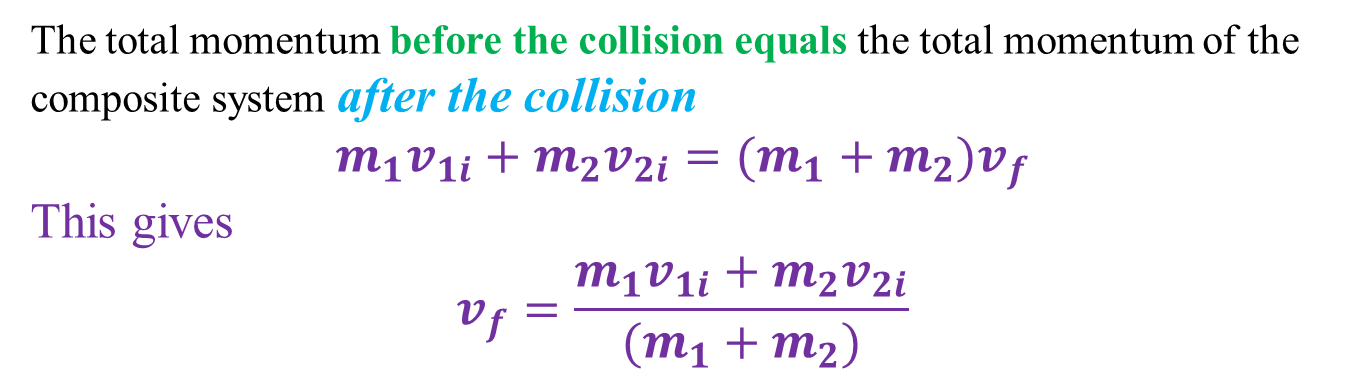 The total momentum before the collision equals the total momentum of the
composite system after the collision
m₁v₁ᵢ + m₂v₂ᵢ = (m₁ + m₂)v_f
This gives
v_f = (m₁v₁ᵢ + m₂v₂ᵢ) / (m₁ + m₂)